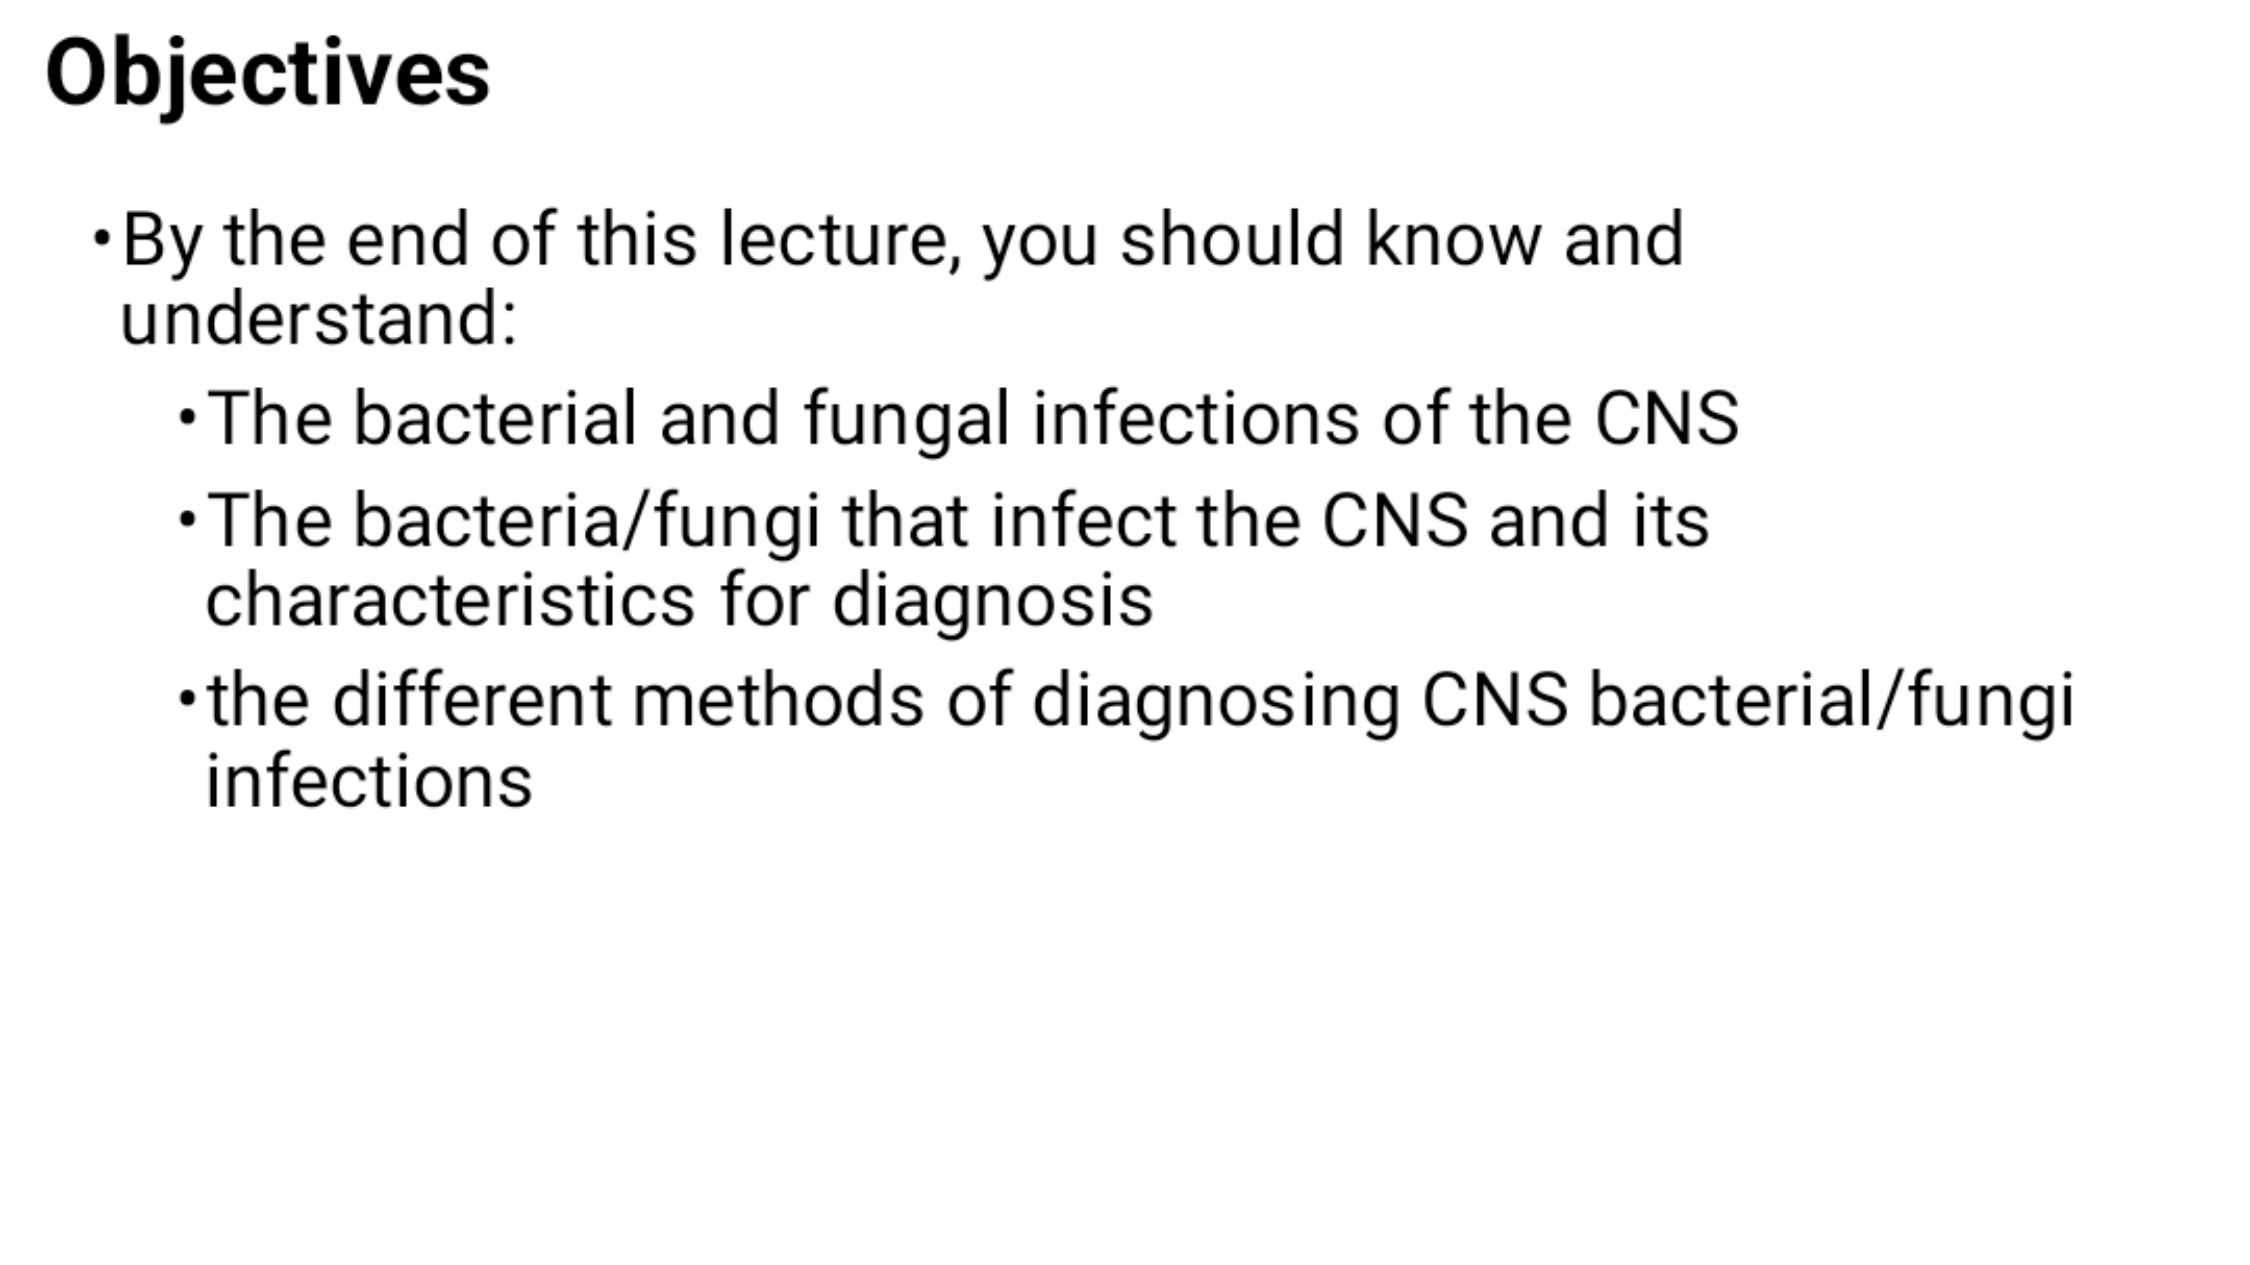 Objectives
•By the end of this lecture, you should know and
understand:
•The bacterial and fungal infections of the CNS
•The bacteria/fungi that infect the CNS and its
characteristics for diagnosis
•the different methods of diagnosing CNS bacterial/fungi
infections